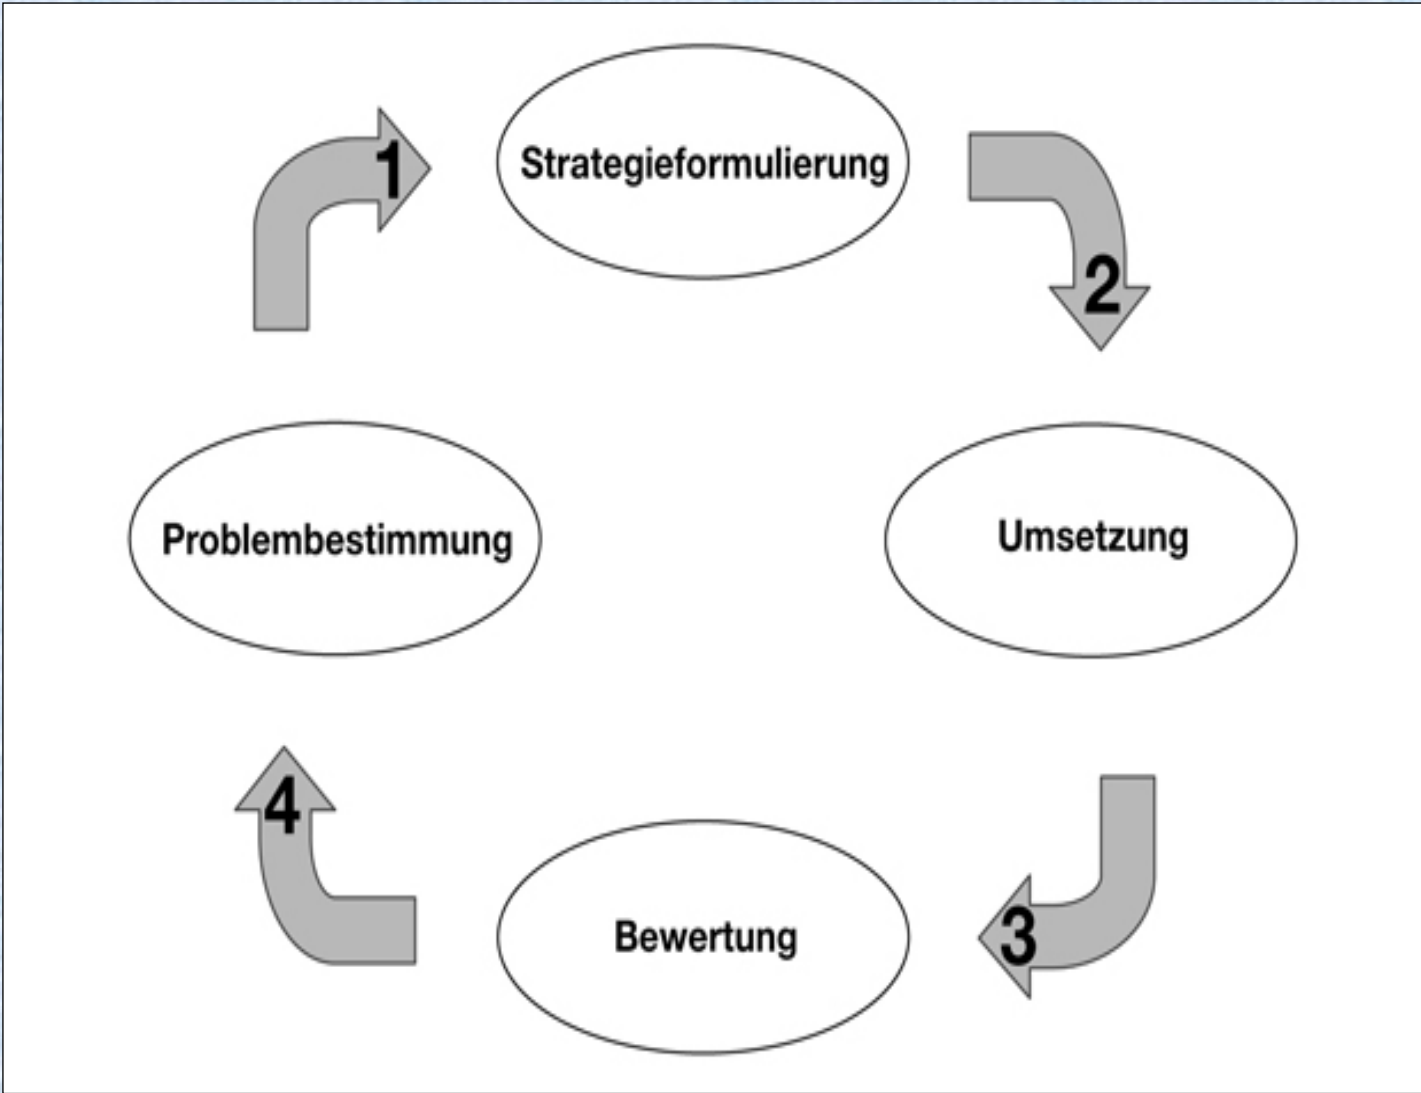 1
Strategieformulierung
2
Problembestimmung
Umsetzung
4
Bewertung
3